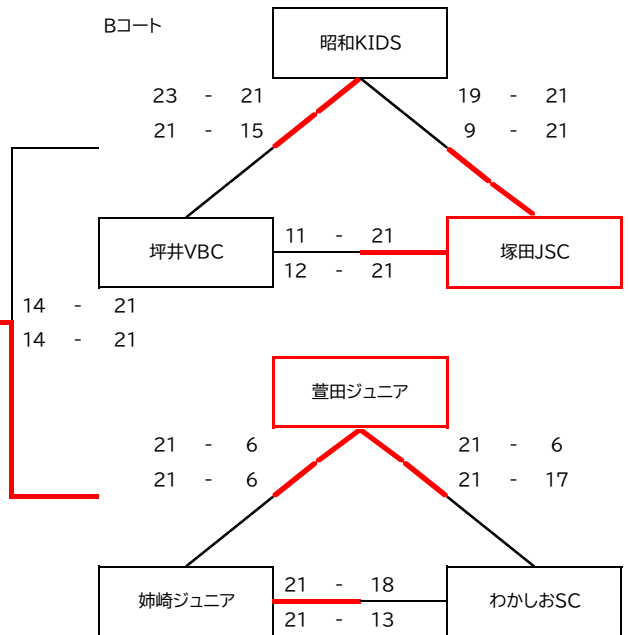 Bコート
昭和KIDS
23 - 21
19 - 21
21 - 15
9 - 21
坪井VBC
11 - 21
12 - 21
塚田JSC
14 - 21
14 - 21
萱田ジュニア
21 - 6
21 - 6
21 - 6
21 - 17
姉崎ジュニア
21 - 18
21 - 13
わかしおSC